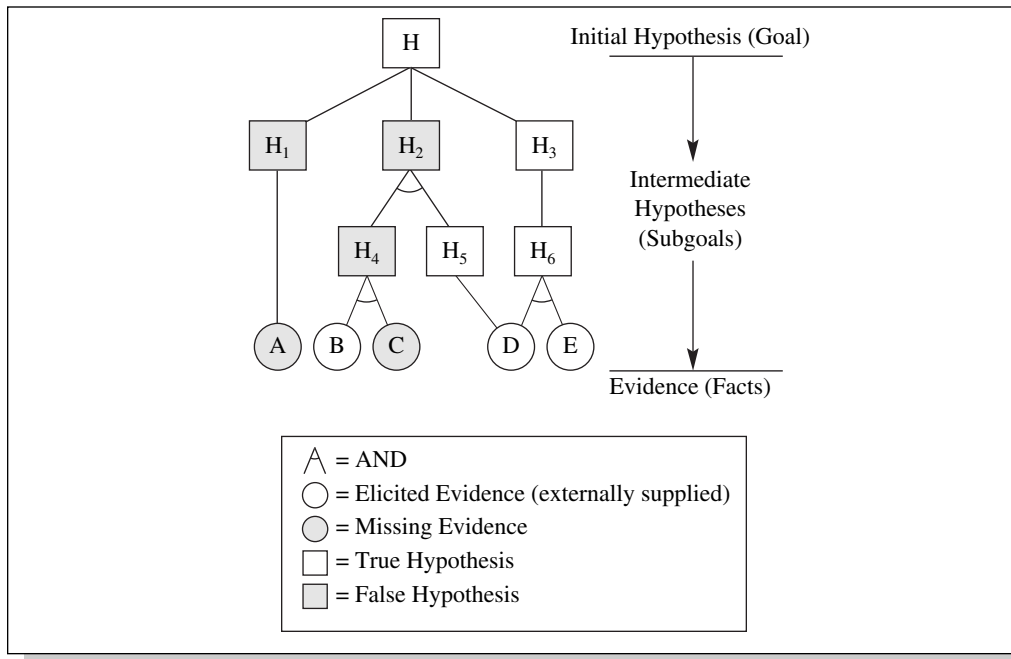 H
Initial Hypothesis (Goal)
H₁
H₂
H₃
Intermediate
Hypotheses
(Subgoals)
H₄
H₅
H₆
A
B
C
D
E
Evidence (Facts)
= AND
= Elicited Evidence (externally supplied)
= Missing Evidence
= True Hypothesis
= False Hypothesis